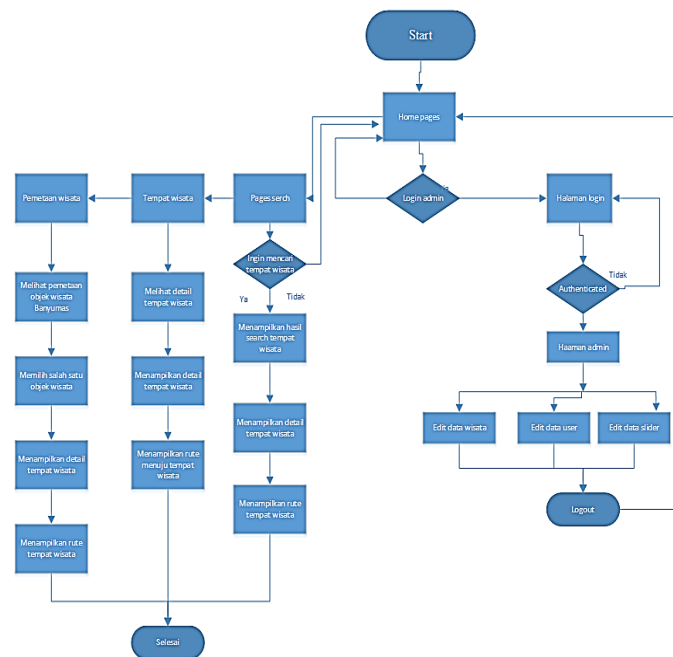 Start
Home pages
Login admin
Halaman login
Pemetaan wisata
Tempat wisata
Pages serch
Ingin mencari
tempat wisata
Ya
Tidak
Authenticated
Tidak
Melihat pemetaan
objek wisata
Banyumas
Melihat detail
tempat wisata
Menampilkan hasil
search tempat
wisata
Haaman admin
Memilih salah satu
objek wisata
Menampilkan detail
tempat wisata
Menampilkan detail
tempat wisata
Edit data wisata
Edit data user
Edit data slider
Menampilkan detail
tempat wisata
Menampilkan rute
menuju tempat
wisata
Menampilkan rute
tempat wisata
Logout
Menampilkan rute
tempat wisata
Selesai